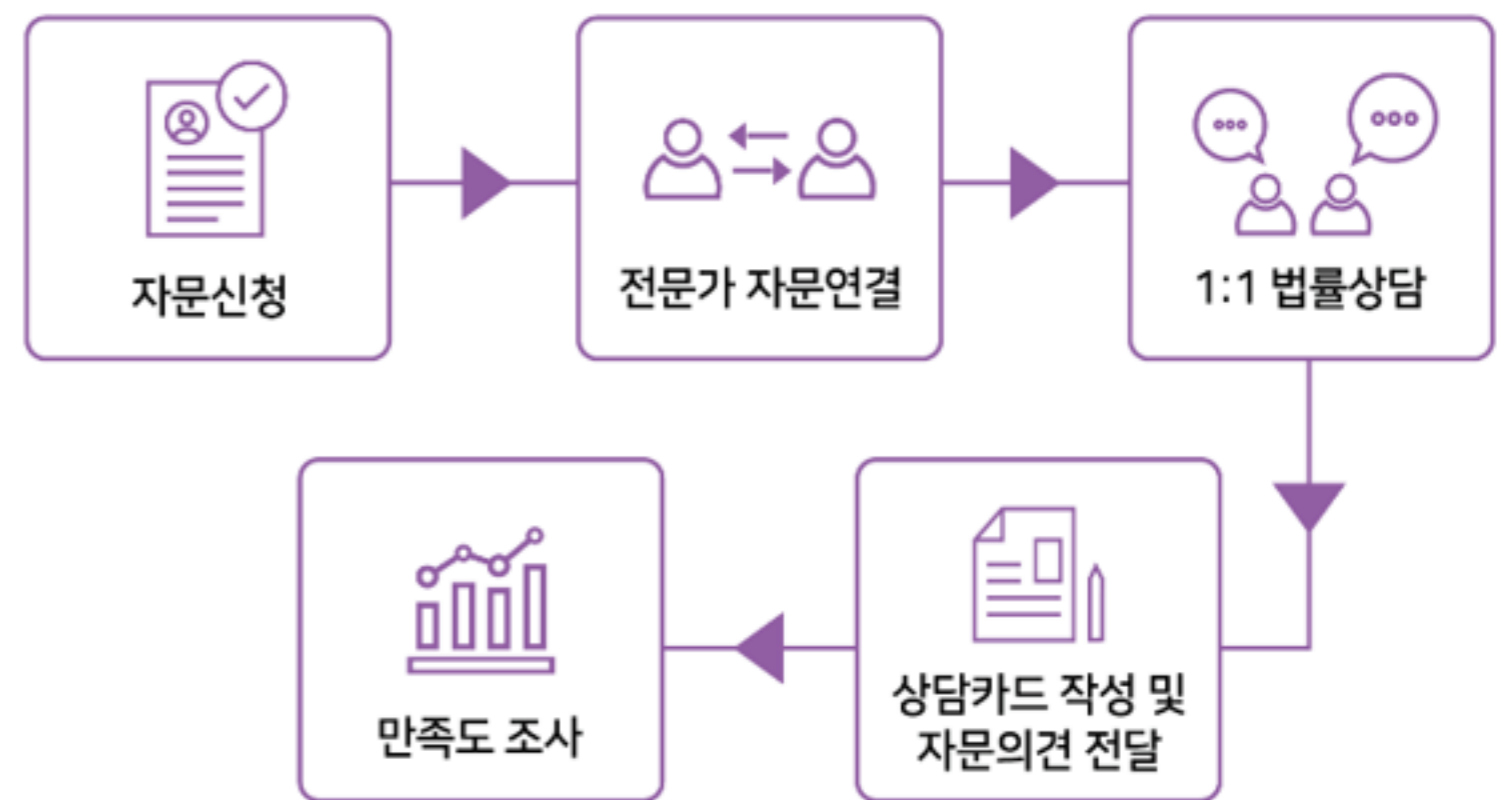 자문신청
전문가 자문연결
1:1 법률상담
상담카드 작성 및
자문의견 전달
만족도 조사